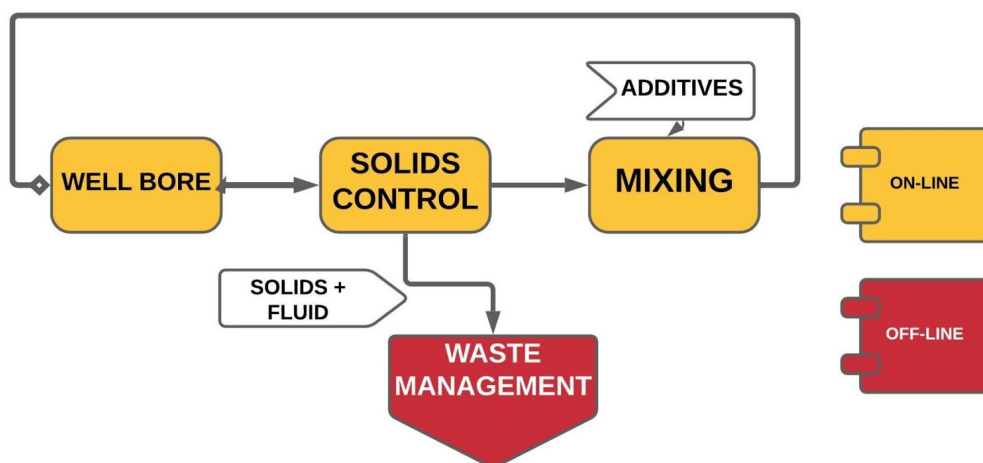 ADDITIVES
WELL BORE
SOLIDS
CONTROL
MIXING
ON-LINE
SOLIDS +
FLUID
OFF-LINE
WASTE
MANAGEMENT